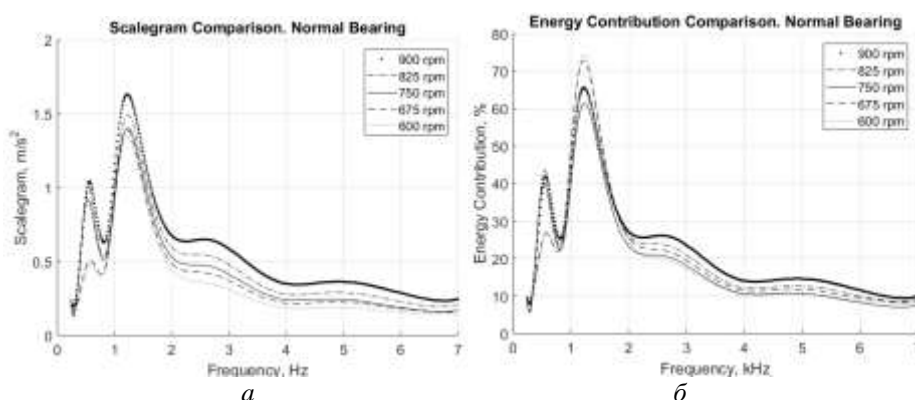 Scalegram Comparison. Normal Bearing
Scalegram, m/s²
2
1.5
1
0.5
0
0 1 2 3 4 5 6 7
Frequency, Hz
900 rpm
825 rpm
750 rpm
675 rpm
600 rpm
а
Energy Contribution Comparison. Normal Bearing
Energy Contribution, %
80
70
60
50
40
30
20
10
0
0 1 2 3 4 5 6 7
Frequency, kHz
900 rpm
825 rpm
750 rpm
675 rpm
600 rpm
б